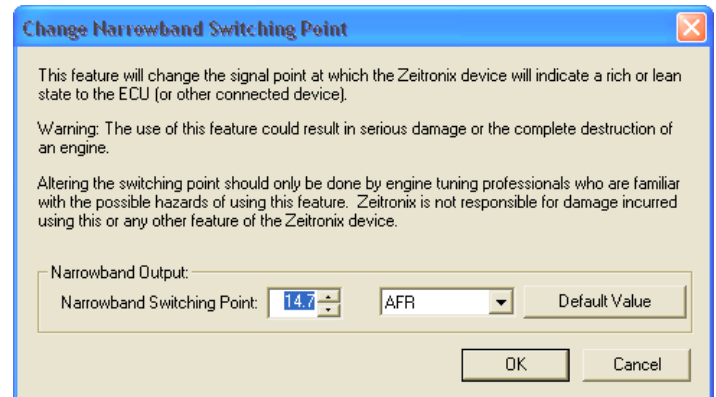 Change Narrowband Switching Point
This feature will change the signal point at which the Zeitronix device will indicate a rich or lean
state to the ECU (or other connected device).
Warning: The use of this feature could result in serious damage or the complete destruction of
an engine.
Altering the switching point should only be done by engine tuning professionals who are familiar
with the possible hazards of using this feature.  Zeitronix is not responsible for damage incurred
using this or any other feature of the Zeitronix device.
Narrowband Output:
Narrowband Switching Point: 14.7 AFR Default Value
OK Cancel